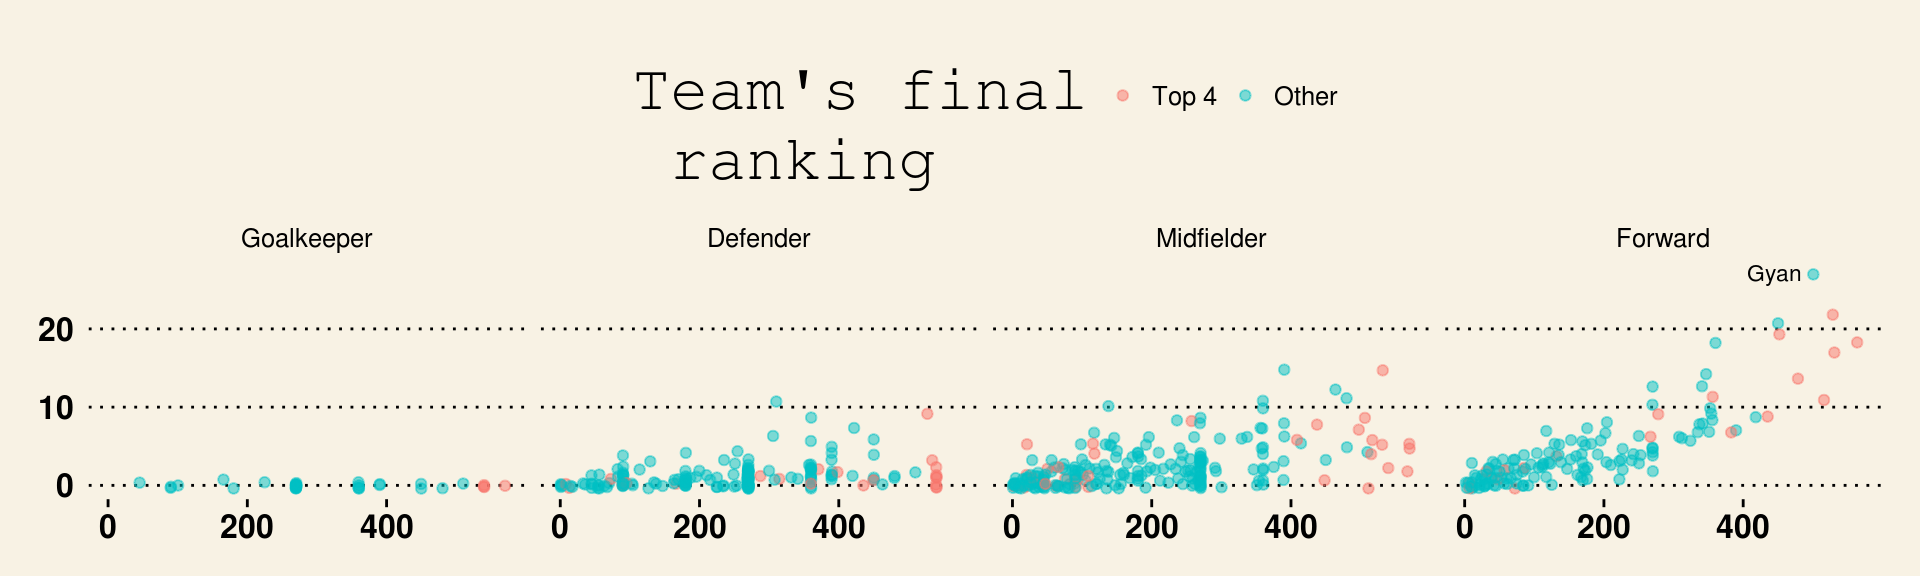 Team's final
ranking
Top 4
Other
Goalkeeper
Defender
Midfielder
Forward
Gyan
20
10
0
0 200 400
0 200 400
0 200 400
0 200 400